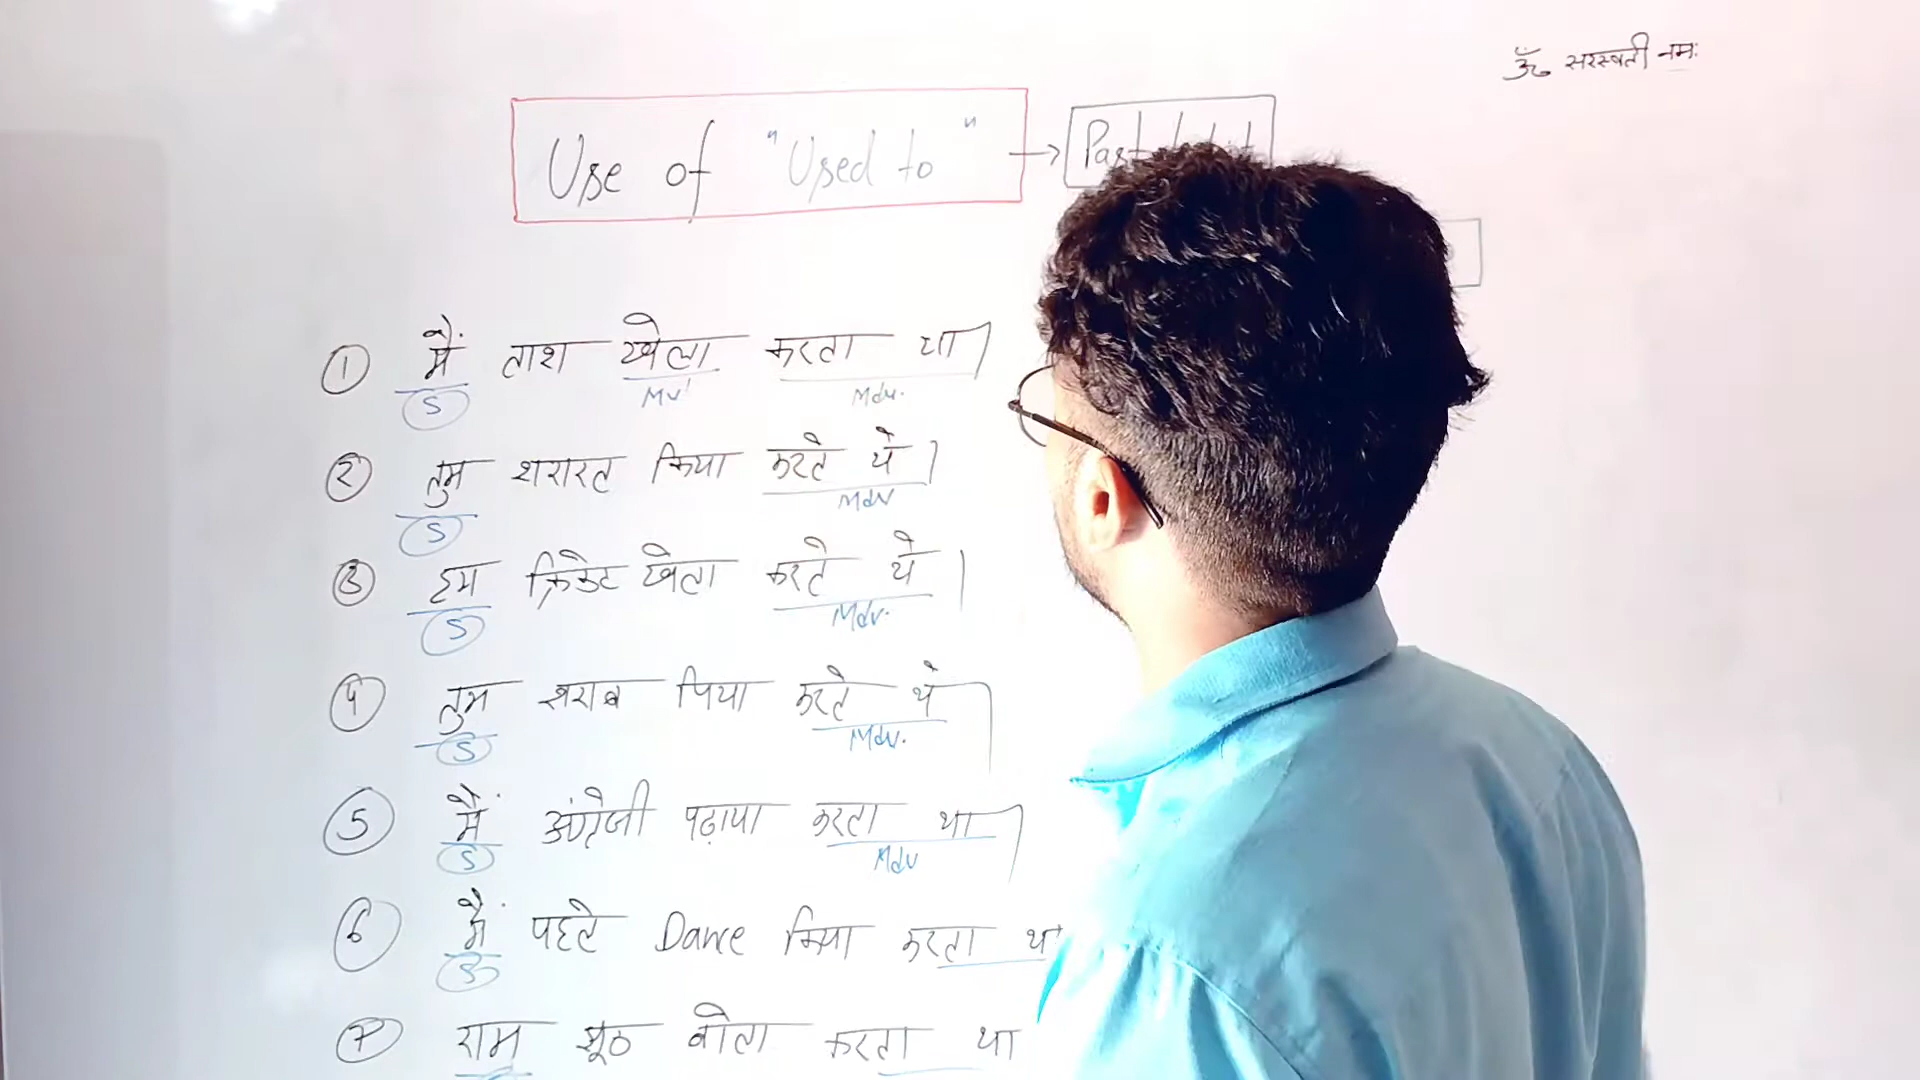 ॐ सरस्वती नमः
Use of "Used to" → Past
① मैं ताश खेला करता था।
S MV Mdv.
② तुम शरारत किया करते थे।
S Mdv
③ हम क्रिकेट खेला करते थे।
S Mdv.
④ तुम शराब पिया करते थे।
S Mdv.
⑤ मैं अंग्रेजी पढ़ाया करता था।
S Mdv
⑥ मैं पहले Dance किया करता था
S
⑦ राम झूठ बोला करता था